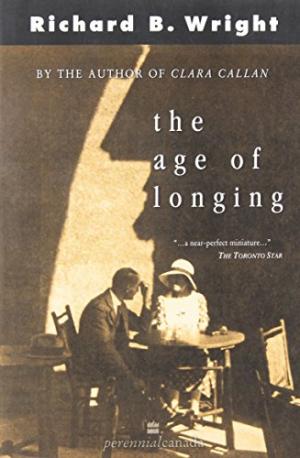 Richard B. Wright
BY THE AUTHOR OF CLARA CALLAN
the
age of
longing
"...a near-perfect miniature..."
THE TORONTO STAR
perennialcanada